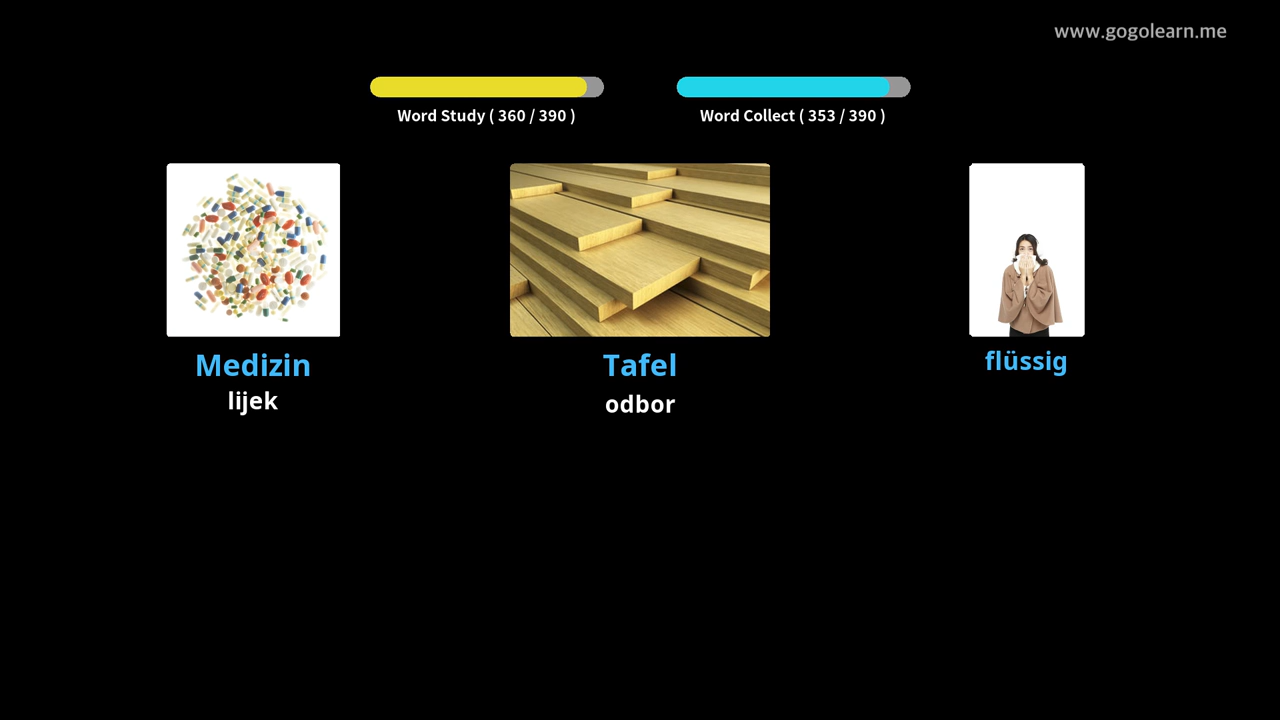 www.gogolearn.me
Word Study ( 360 / 390 )
Word Collect ( 353 / 390 )
Medizin
lijek
Tafel
odbor
flüssig